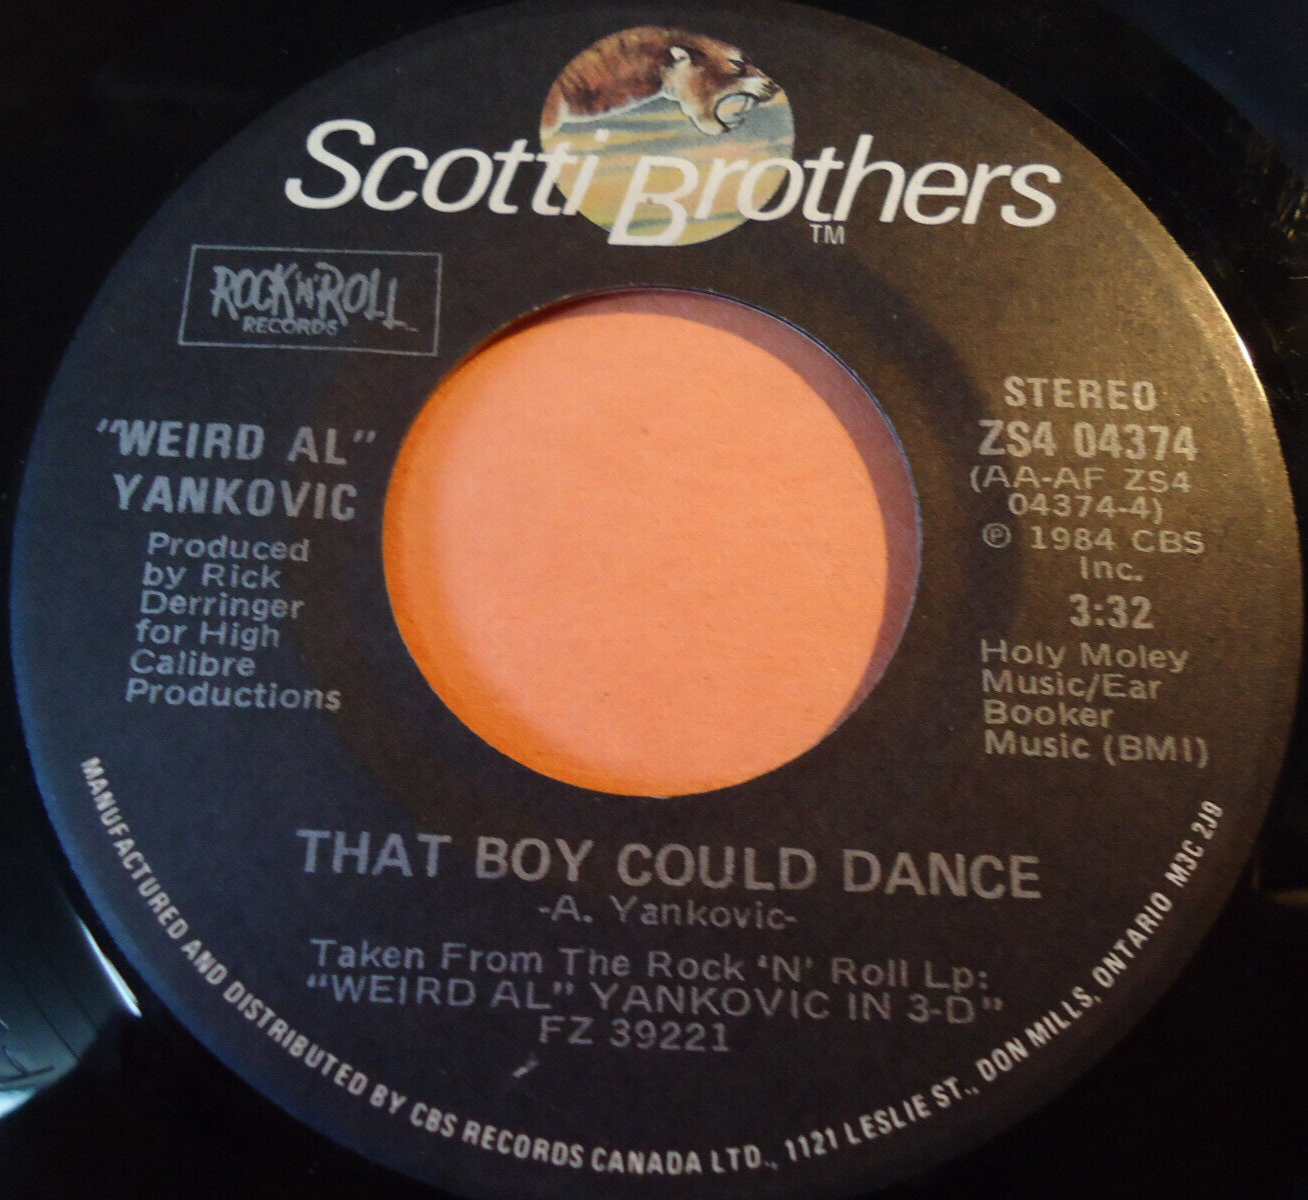 Scotti Brothers
TM
ROCK 'N' ROLL
RECORDS
"WEIRD AL"
YANKOVIC
Produced
by Rick
Derringer
for High
Calibre
Productions
STEREO
ZS4 04374
(AA-AF ZS4
04374-4)
℗ 1984 CBS
Inc.
3:32
Holy Moley
Music/Ear
Booker
Music (BMI)
THAT BOY COULD DANCE
-A. Yankovic-
Taken From The Rock 'N' Roll Lp:
"WEIRD AL" YANKOVIC IN 3-D"
FZ 39221
MANUFACTURED AND DISTRIBUTED BY CBS RECORDS CANADA LTD., 1121 LESLIE ST., DON MILLS, ONTARIO M3C 2J9